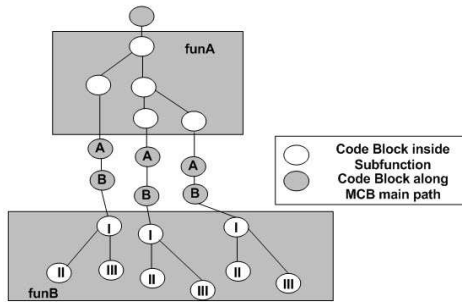 funA
A
A
A
B
B
B
Code Block inside
Subfunction
Code Block along
MCB main path
I
I
I
II
III
II
III
II
III
funB